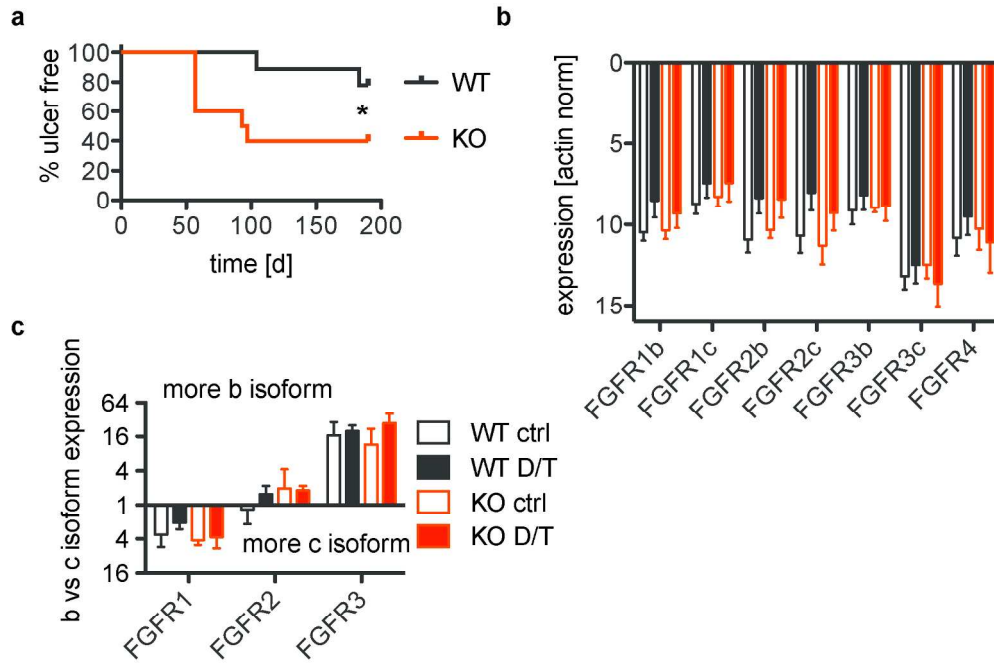 a
% ulcer free
100
80
60
40
20
0
0 50 100 150 200
time [d]
*
WT
KO
b
expression [actin norm]
0
5
10
15
FGFR1b
FGFR1c
FGFR2b
FGFR2c
FGFR3b
FGFR3c
FGFR4
c
b vs c isoform expression
more b isoform
64
16
4
1
4
16
more c isoform
FGFR1
FGFR2
FGFR3
WT ctrl
WT D/T
KO ctrl
KO D/T